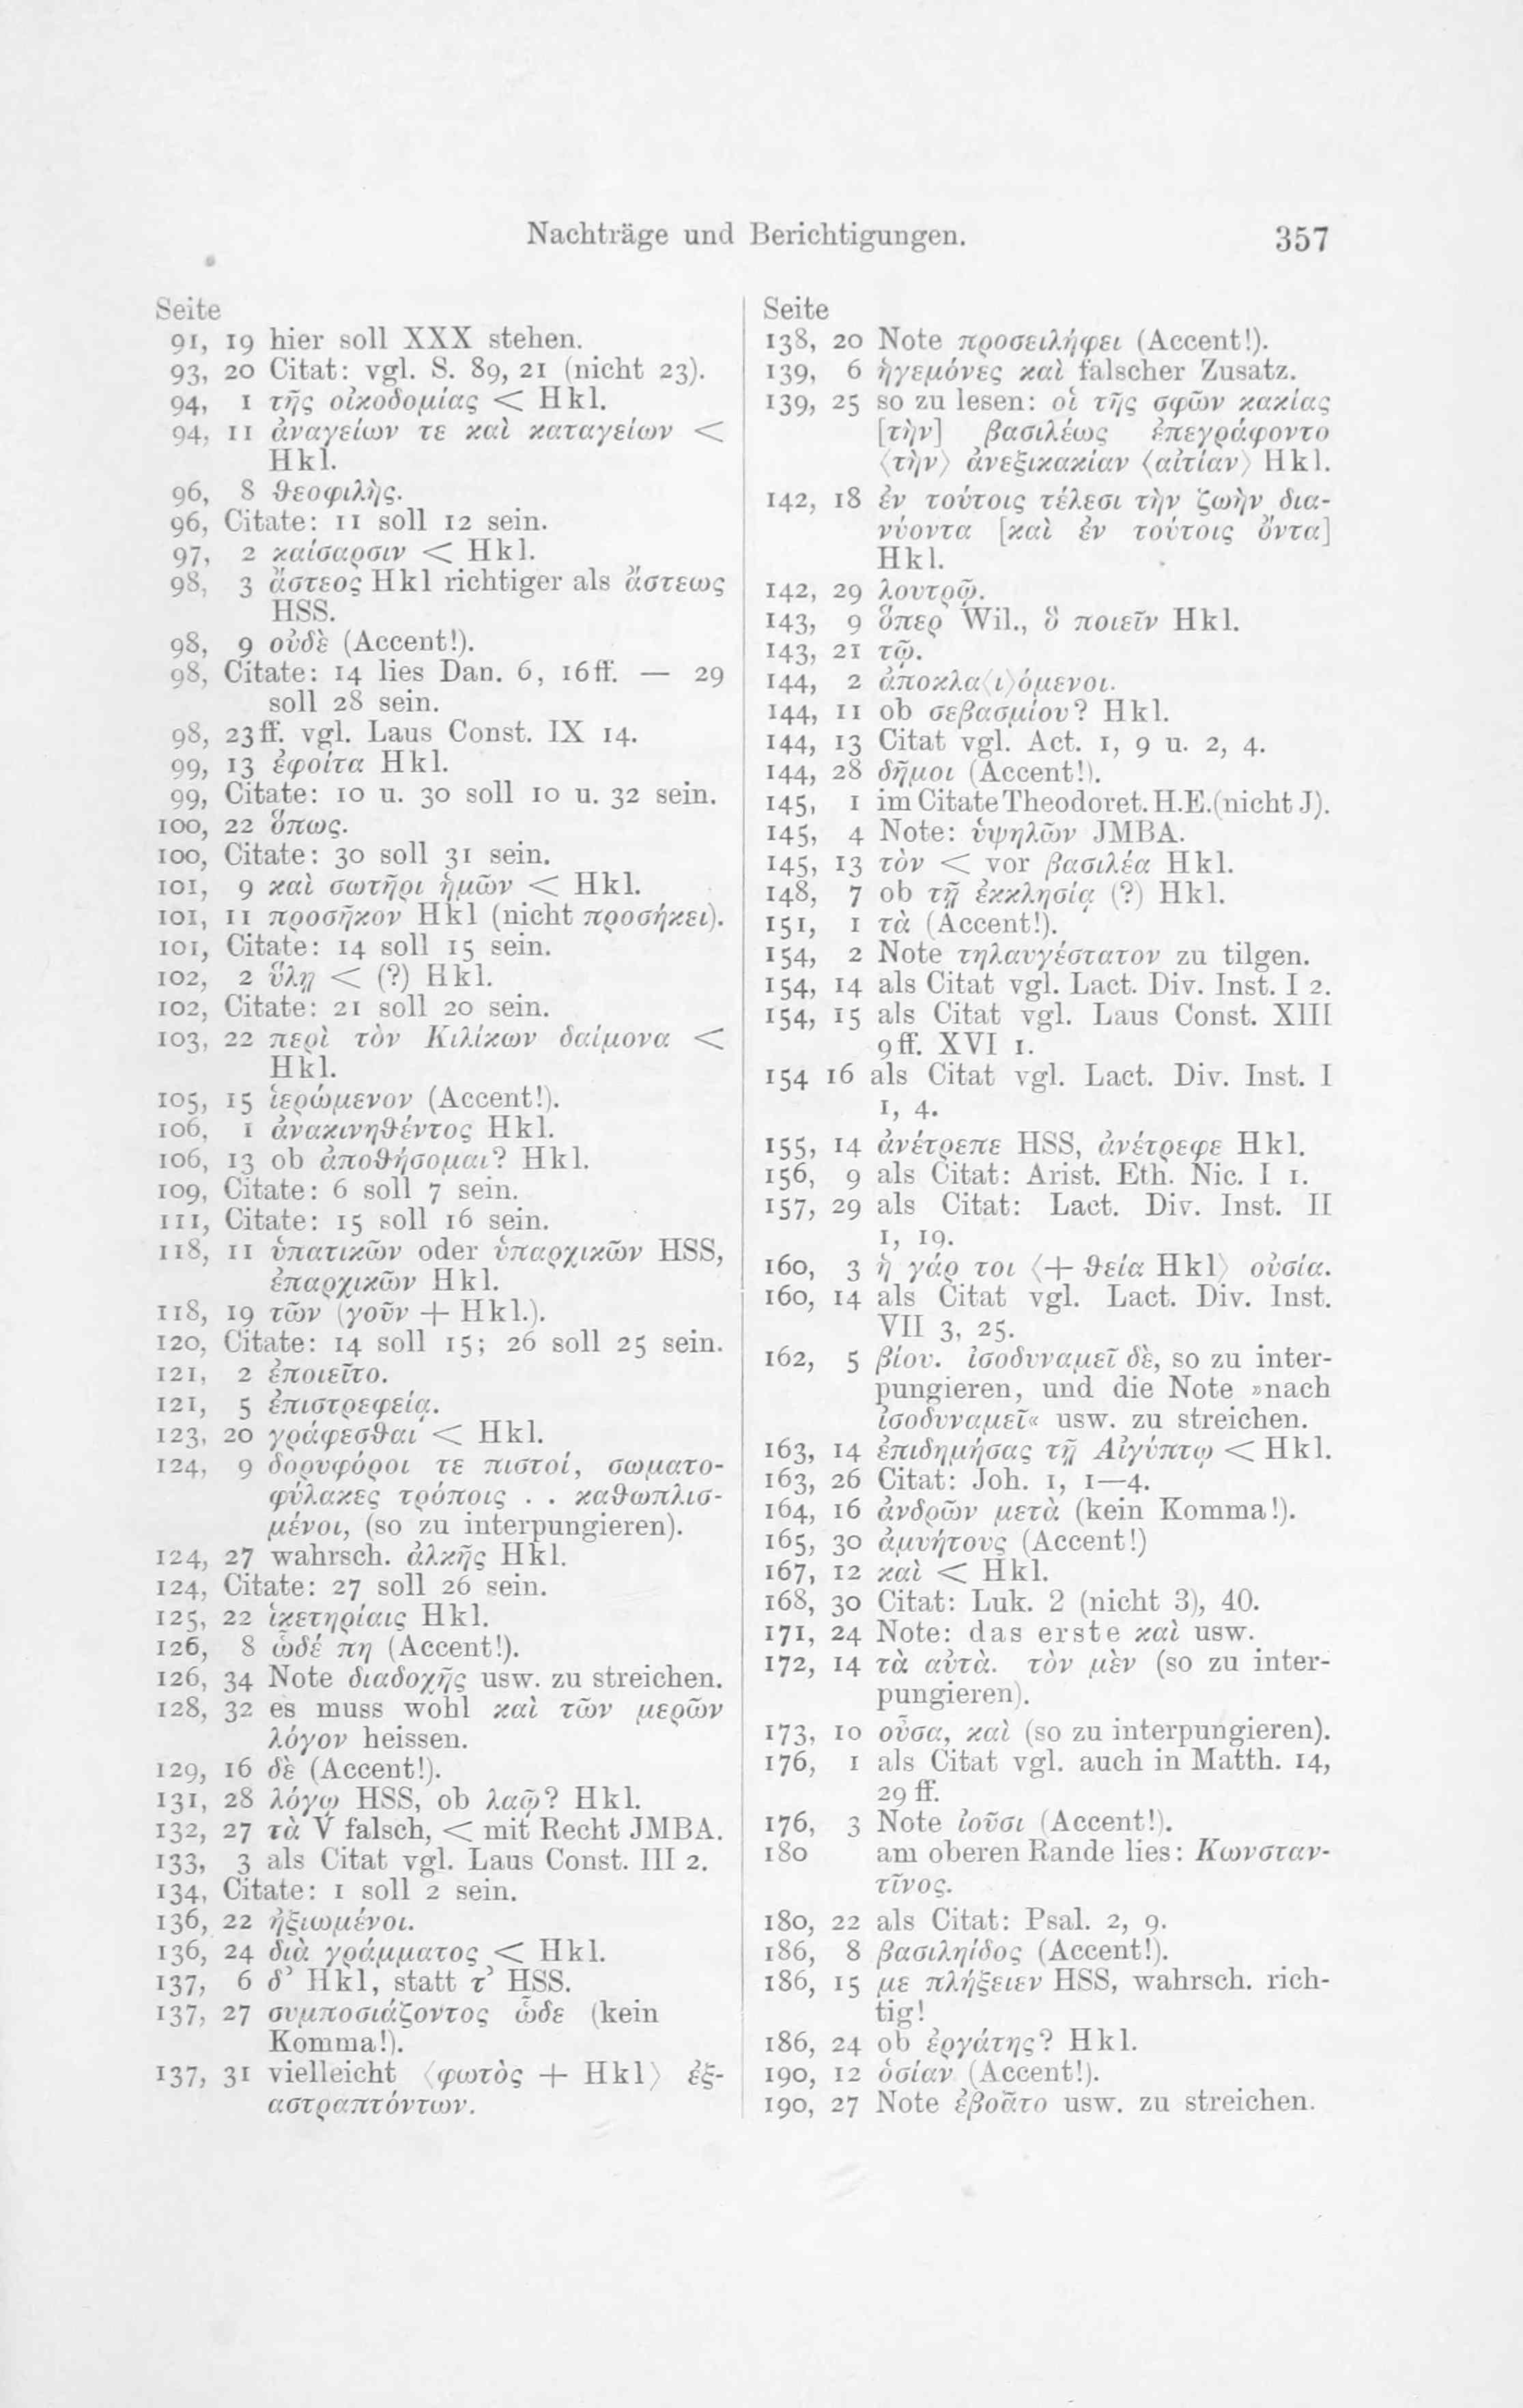 Nachträge und Berichtigungen. 357
Seite
91, 19 hier soll XXX stehen.
93, 20 Citat: vgl. S. 89, 21 (nicht 23).
94, 1 τῆς οἰκοδομίας < Hkl.
94, 11 ἀναγείων τε καὶ καταγείων <
Hkl.
96, 8 θεοφιλὴς.
96, Citate: 11 soll 12 sein.
97, 2 καίσαρσιν < Hkl.
98, 3 ἄστεος Hkl richtiger als ἄστεως
HSS.
98, 9 οὐδὲ (Accent!).
98, Citate: 14 lies Dan. 6, 16ff. — 29
soll 28 sein.
98, 23ff. vgl. Laus Const. IX 14.
99, 13 ἐφοίτα Hkl.
99, Citate: 10 u. 30 soll 10 u. 32 sein.
100, 22 ὅπως.
100, Citate: 30 soll 31 sein.
101, 9 καὶ σωτῆρι ἡμῶν < Hkl.
101, 11 προσῆκον Hkl (nicht προσήκει).
101, Citate: 14 soll 15 sein.
102, 2 ὕλῃ < (?) Hkl.
102, Citate: 21 soll 20 sein.
103, 22 περὶ τὸν Κιλίκων δαίμονα <
Hkl.
105, 15 ἱερώμενον (Accent!).
106, 1 ἀνακινηθέντος Hkl.
106, 13 ob ἀποθήσομαι? Hkl.
109, Citate: 6 soll 7 sein.
111, Citate: 15 soll 16 sein.
118, 11 ὑπατικῶν oder ὑπαρχικῶν HSS,
ἐπαρχικῶν Hkl.
118, 19 τῶν (γοῦν + Hkl.).
120, Citate: 14 soll 15; 26 soll 25 sein.
121, 2 ἐποιεῖτο.
121, 5 ἐπιστρεφείᾳ.
123, 20 γράφεσθαι < Hkl.
124, 9 δορυφόροι τε πιστοί, σωματο-
φύλακες τρόποις . . καθωπλισ-
μένοι, (so zu interpungieren).
124, 27 wahrsch. ἀλκῆς Hkl.
124, Citate: 27 soll 26 sein.
125, 22 ἱκετηρίαις Hkl.
126, 8 ὧδέ πη (Accent!).
126, 34 Note διαδοχῆς usw. zu streichen.
128, 32 es muss wohl καὶ τῶν μερῶν
λόγον heissen.
129, 16 δὲ (Accent!).
131, 28 λόγῳ HSS, ob λαῷ? Hkl.
132, 27 τὰ V falsch, < mit Recht JMBA.
133, 3 als Citat vgl. Laus Const. III 2.
134, Citate: 1 soll 2 sein.
136, 22 ἠξιωμένοι.
136, 24 διὰ γράμματος < Hkl.
137, 6 δ’ Hkl, statt τ’ HSS.
137, 27 συμποσιάζοντος ὧδε (kein
Komma!).
137, 31 vielleicht ⟨φωτὸς + Hkl⟩ ἐξ-
αστραπτόντων.
Seite
138, 20 Note προσειλήφει (Accent!).
139, 6 ἡγεμόνες καὶ falscher Zusatz.
139, 25 so zu lesen: οἱ τῆς σφῶν κακίας
[τὴν] βασιλέως ἐπεγράφοντο
⟨τὴν⟩ ἀνεξικακίαν ⟨αἰτίαν⟩ Hkl.
142, 18 ἐν τούτοις τέλεσι τὴν ζωὴν δια-
νύοντα [καὶ ἐν τούτοις ὄντα]
Hkl.
142, 29 λουτρῷ.
143, 9 ὅπερ Wil., ὃ ποιεῖν Hkl.
143, 21 τῷ.
144, 2 ἀποκλα⟨ι⟩όμενοι.
144, 11 ob σεβασμίου? Hkl.
144, 13 Citat vgl. Act. 1, 9 u. 2, 4.
144, 28 δῆμοι (Accent!).
145, 1 im Citate Theodoret. H.E. (nicht J).
145, 4 Note: ὑψηλῶν JMBA.
145, 13 τὸν < vor βασιλέα Hkl.
148, 7 ob τῇ ἐκκλησίᾳ (?) Hkl.
151, 1 τὰ (Accent!).
154, 2 Note τηλαυγέστατον zu tilgen.
154, 14 als Citat vgl. Lact. Div. Inst. I 2.
154, 15 als Citat vgl. Laus Const. XIII
9ff. XVI 1.
154 16 als Citat vgl. Lact. Div. Inst. I
1, 4.
155, 14 ἀνέτρεπε HSS, ἀνέτρεφε Hkl.
156, 9 als Citat: Arist. Eth. Nic. I 1.
157, 29 als Citat: Lact. Div. Inst. II
1, 19.
160, 3 ἡ γάρ τοι ⟨+ θεία Hkl⟩ οὐσία.
160, 14 als Citat vgl. Lact. Div. Inst.
VII 3, 25.
162, 5 βίου. ἰσοδυναμεῖ δὲ, so zu inter-
pungieren, und die Note »nach
ἰσοδυναμεῖ« usw. zu streichen.
163, 14 ἐπιδημήσας τῇ Αἰγύπτῳ < Hkl.
163, 26 Citat: Joh. 1, 1—4.
164, 16 ἀνδρῶν μετὰ (kein Komma!).
165, 30 ἀμυήτους (Accent!)
167, 12 καὶ < Hkl.
168, 30 Citat: Luk. 2 (nicht 3), 40.
171, 24 Note: das erste καὶ usw.
172, 14 τὰ αὐτὰ. τὸν μὲν (so zu inter-
pungieren).
173, 10 οὖσα, καὶ (so zu interpungieren).
176, 1 als Citat vgl. auch in Matth. 14,
29 ff.
176, 3 Note ἰοῦσι (Accent!).
180 am oberen Rande lies: Κωνσταν-
τῖνος.
180, 22 als Citat: Psal. 2, 9.
186, 8 βασιληίδος (Accent!).
186, 15 με πλήξειεν HSS, wahrsch. rich-
tig!
186, 24 ob ἐργάτης? Hkl.
190, 12 ὁσίαν (Accent!).
190, 27 Note ἐβοᾶτο usw. zu streichen.